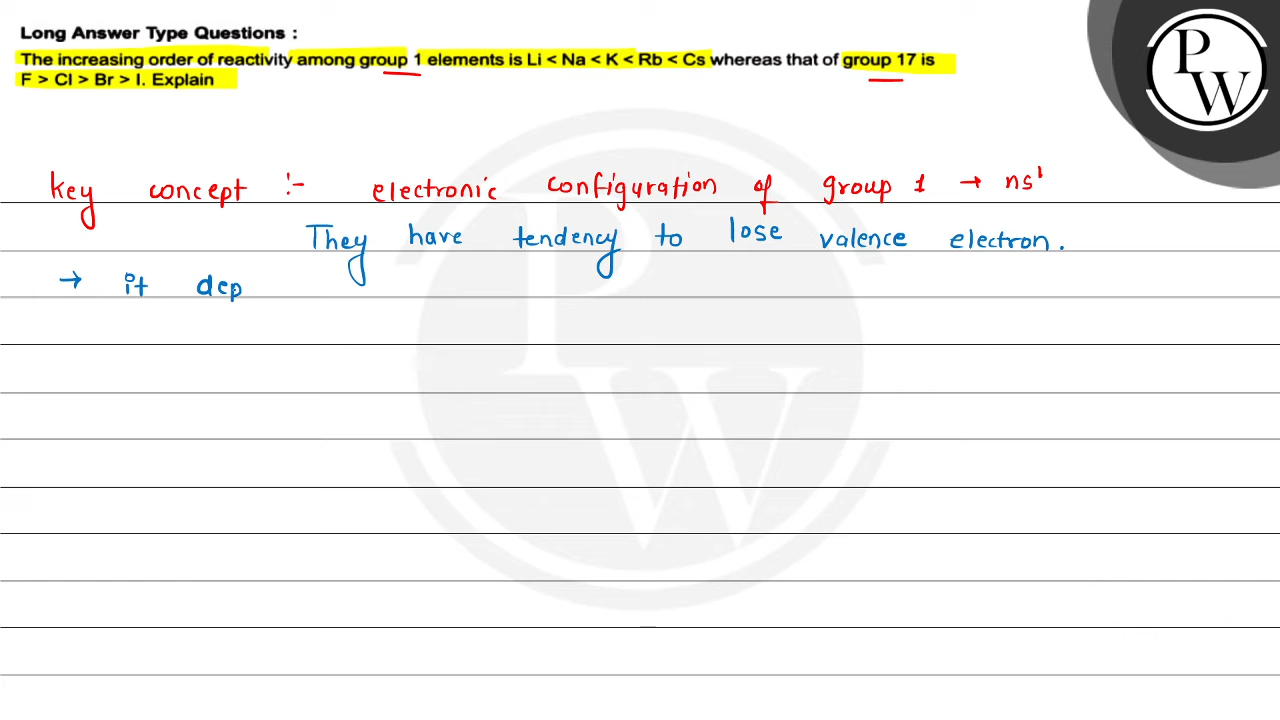 Long Answer Type Questions :
The increasing order of reactivity among group 1 elements is Li < Na < K < Rb < Cs whereas that of group 17 is
F > Cl > Br > I. Explain
P
W
key concept :- electronic configuration of group 1 → ns¹
They have tendency to lose valence electron.
→ it dep
P
W